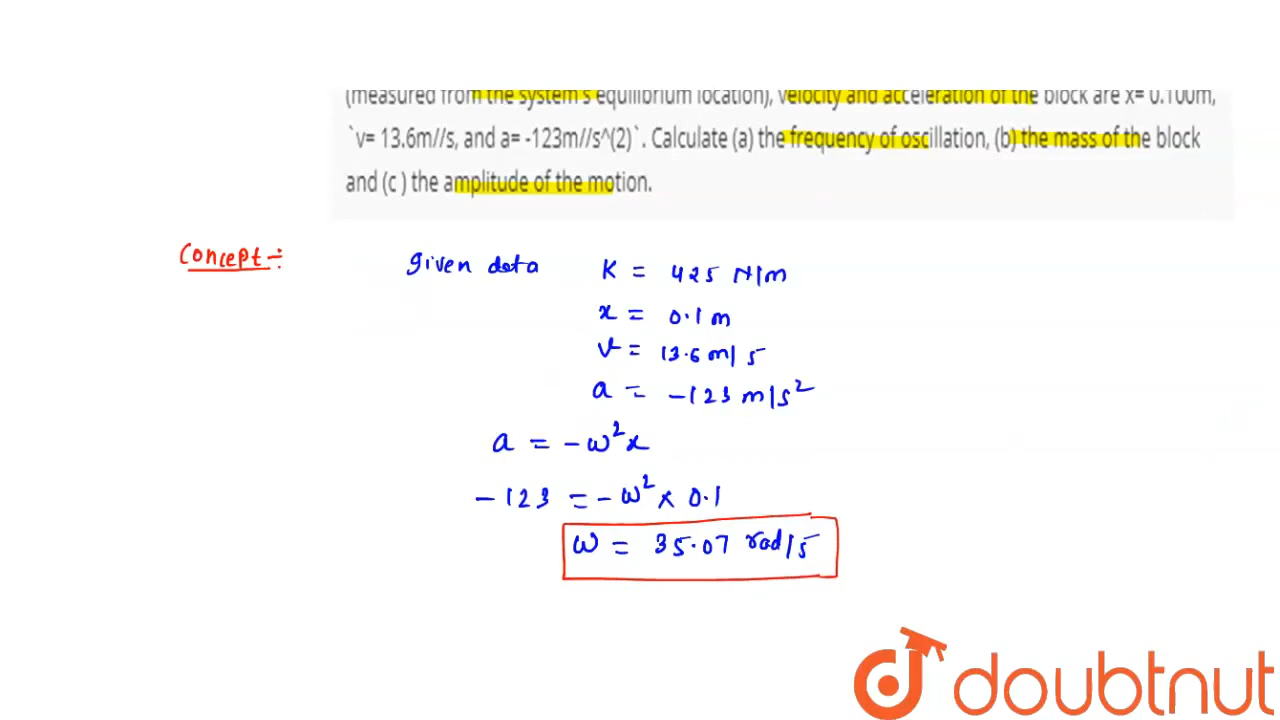 (measured from the system's equilibrium location), velocity and acceleration of the block are x= 0.100m,
`v= 13.6m//s, and a= -123m//s^(2)`. Calculate (a) the frequency of oscillation, (b) the mass of the block
and (c ) the amplitude of the motion.
Concept :-
given data K = 425 N/m
x = 0.1 m
v = 13.6 m/s
a = -123 m/s²
a = -ω²x
-123 = -ω² × 0.1
ω = 35.07 rad/s
doubtnut